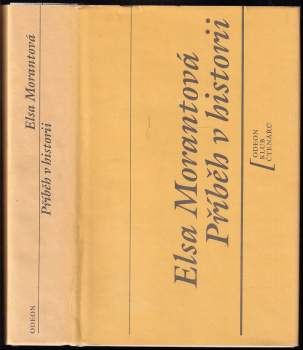 Elsa Morantová
Příběh v historii
ODEON
Elsa Morantová
Příběh v historii
ODEON
KLUB
ČTENÁŘŮ